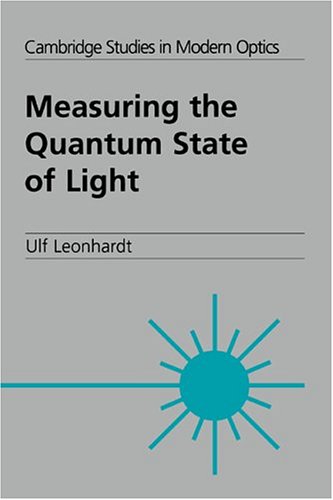 Cambridge Studies in Modern Optics
Measuring the
Quantum State
of Light
Ulf Leonhardt